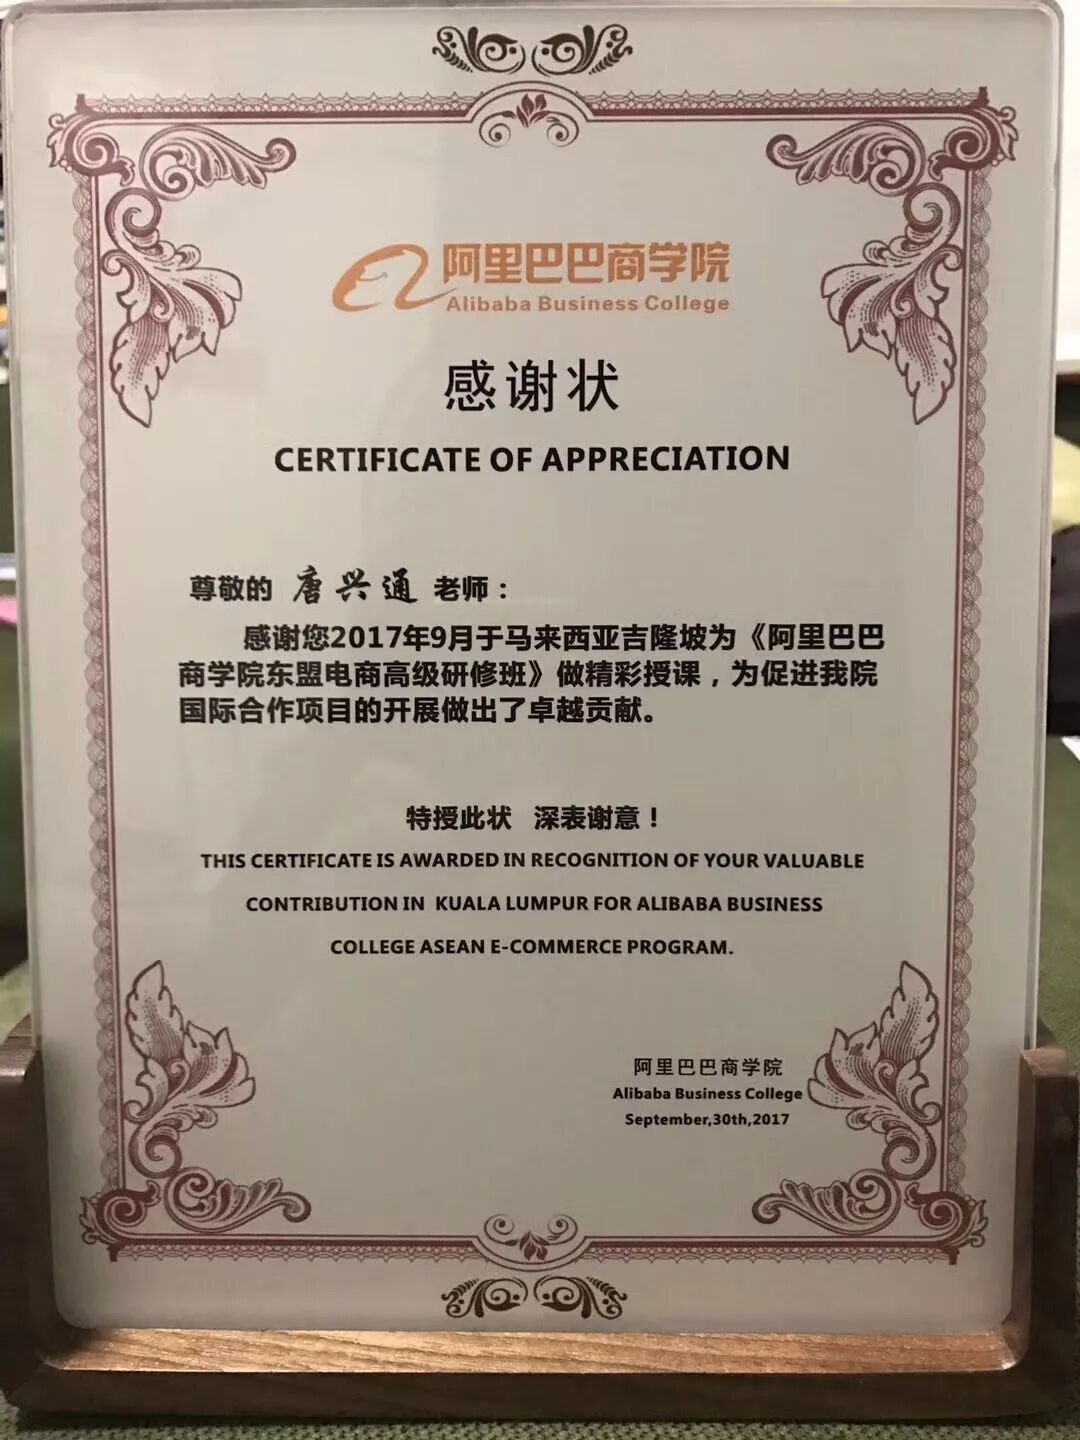 阿里巴巴商学院
Alibaba Business College
感谢状
CERTIFICATE OF APPRECIATION
尊敬的 唐兴通 老师：
感谢您2017年9月于马来西亚吉隆坡为《阿里巴巴
商学院东盟电商高级研修班》做精彩授课，为促进我院
国际合作项目的开展做出了卓越贡献。
特授此状 深表谢意！
THIS CERTIFICATE IS AWARDED IN RECOGNITION OF YOUR VALUABLE
CONTRIBUTION IN KUALA LUMPUR FOR ALIBABA BUSINESS
COLLEGE ASEAN E-COMMERCE PROGRAM.
阿里巴巴商学院
Alibaba Business College
September,30th,2017